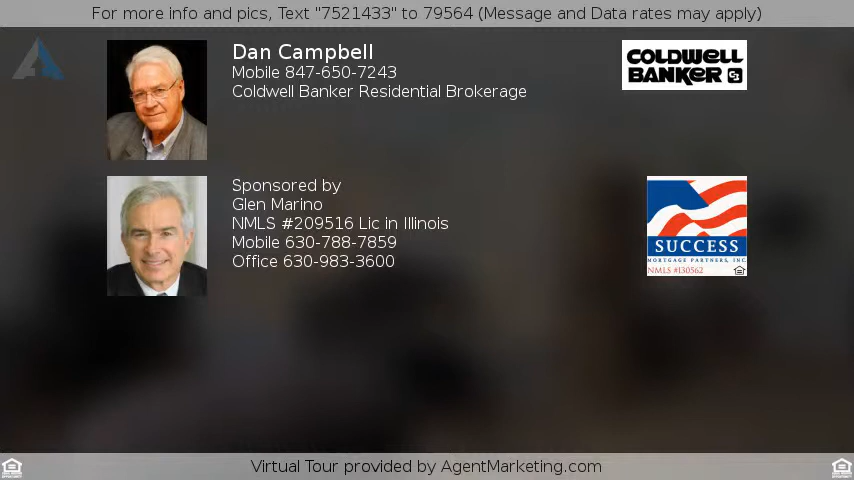 For more info and pics, Text "7521433" to 79564 (Message and Data rates may apply)
Dan Campbell
Mobile 847-650-7243
Coldwell Banker Residential Brokerage
COLDWELL
BANKER
Sponsored by
Glen Marino
NMLS #209516 Lic in Illinois
Mobile 630-788-7859
Office 630-983-3600
SUCCESS
MORTGAGE PARTNERS, INC.
NMLS #130562
Virtual Tour provided by AgentMarketing.com